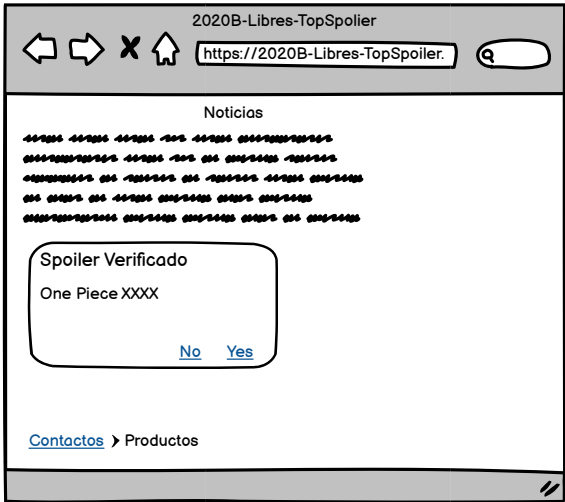 2020B-Libres-TopSpolier
https://2020B-Libres-TopSpoiler.
Noticias
Spoiler Verificado
One Piece XXXX
No Yes
Contactos > Productos